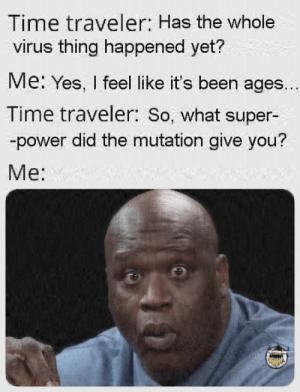 Time traveler: Has the whole
virus thing happened yet?
Me: Yes, I feel like it's been ages...
Time traveler: So, what super-
-power did the mutation give you?
Me: